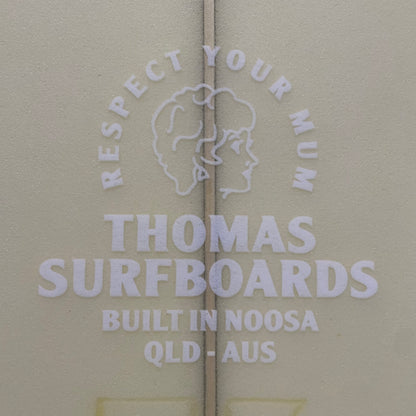 RESPECT YOUR MUM
THOMAS
SURFBOARDS
BUILT IN NOOSA
QLD - AUS